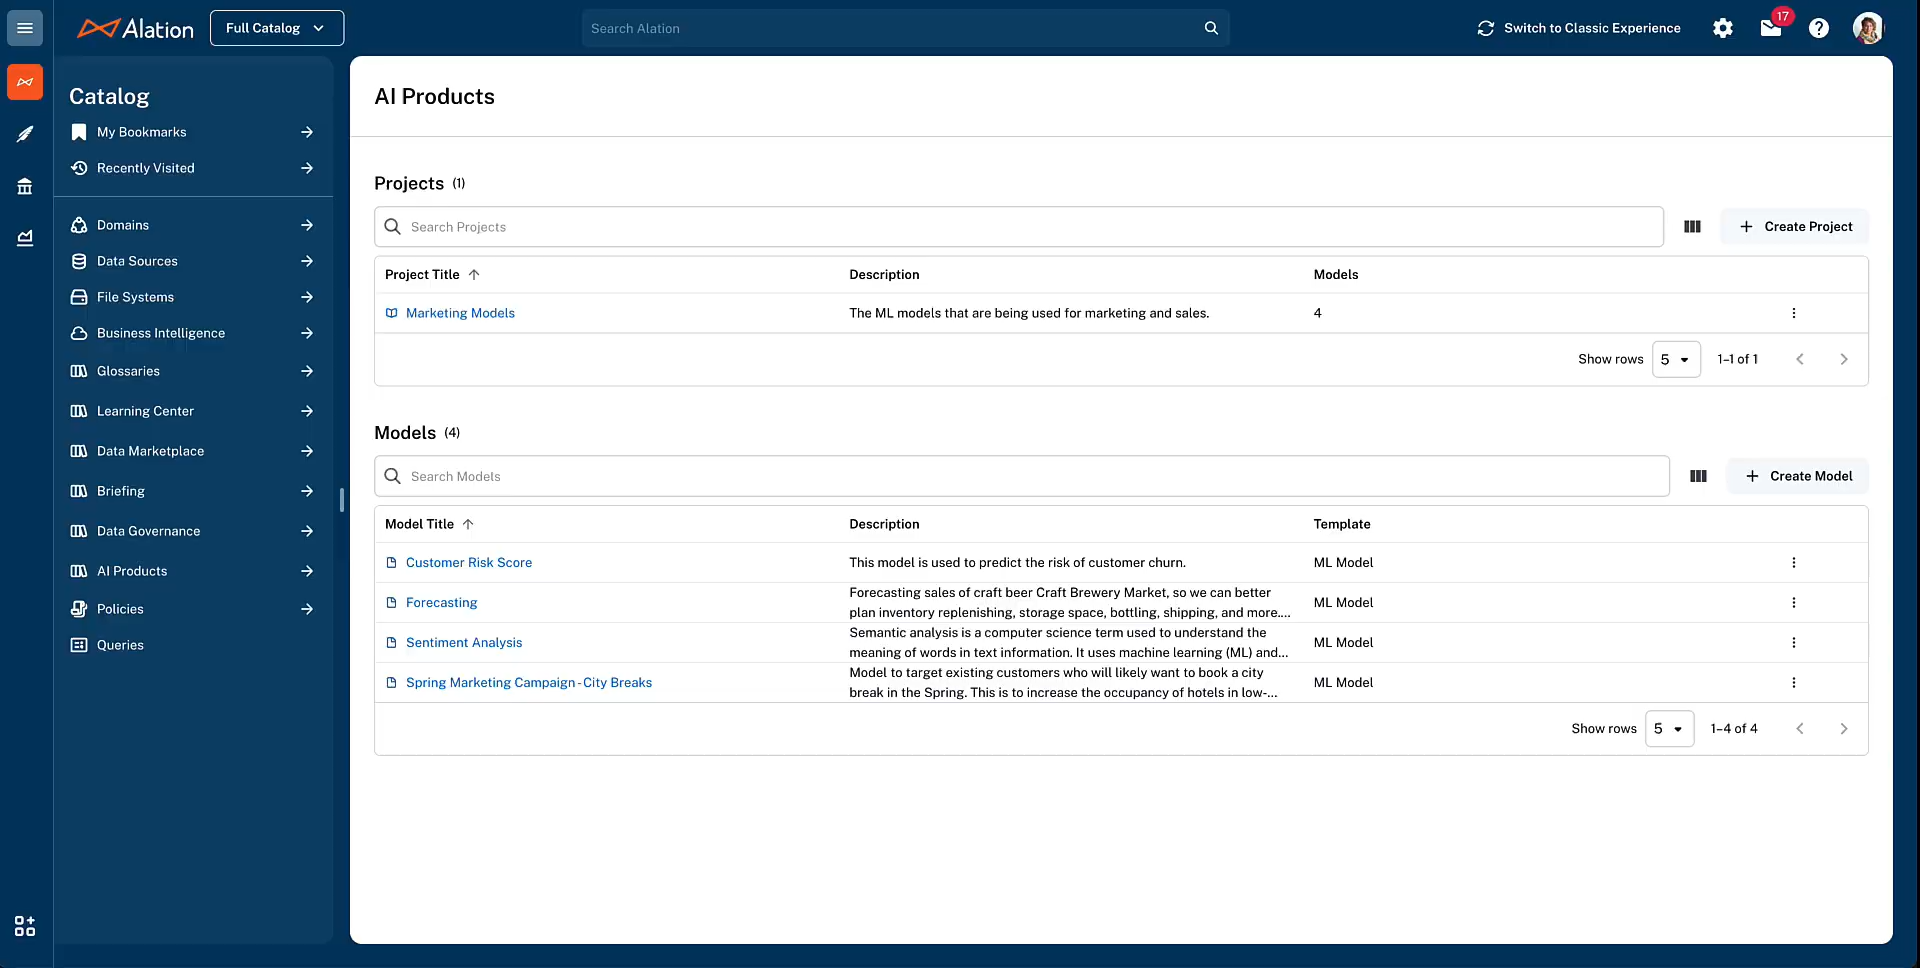 Alation
Full Catalog
Search Alation
Switch to Classic Experience
17
Catalog
My Bookmarks
Recently Visited
Domains
Data Sources
File Systems
Business Intelligence
Glossaries
Learning Center
Data Marketplace
Briefing
Data Governance
AI Products
Policies
Queries
AI Products
Projects (1)
Search Projects
Create Project
Project Title Description Models
Marketing Models The ML models that are being used for marketing and sales. 4
Show rows 5 1–1 of 1
Models (4)
Search Models
Create Model
Model Title Description Template
Customer Risk Score This model is used to predict the risk of customer churn. ML Model
Forecasting Forecasting sales of craft beer Craft Brewery Market, so we can better ML Model
plan inventory replenishing, storage space, bottling, shipping, and more....
Sentiment Analysis Semantic analysis is a computer science term used to understand the ML Model
meaning of words in text information. It uses machine learning (ML) and...
Spring Marketing Campaign - City Breaks Model to target existing customers who will likely want to book a city ML Model
break in the Spring. This is to increase the occupancy of hotels in low-...
Show rows 5 1–4 of 4